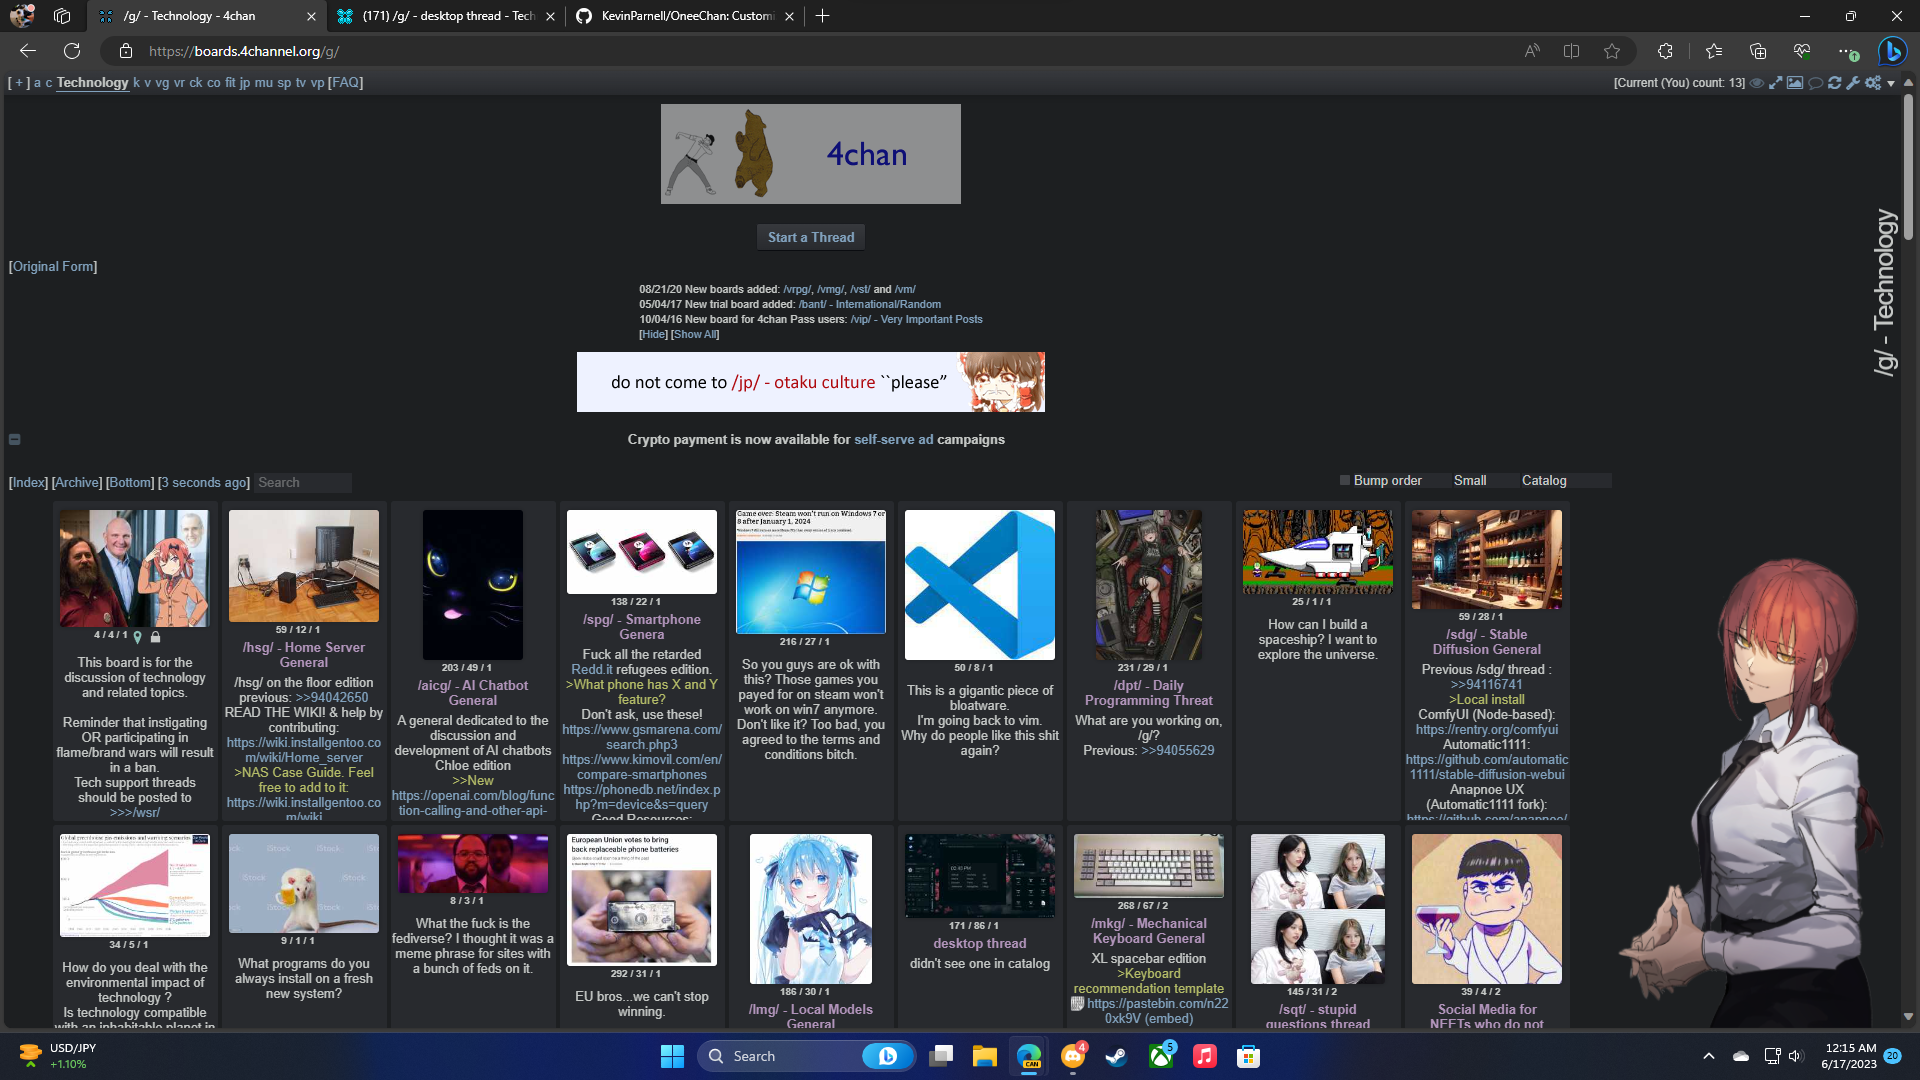 /g/ - Technology - 4chan
(171) /g/ - desktop thread - Tech
KevinParnell/OneeChan: Customi
https://boards.4channel.org/g/
[ + ] a c Technology k v vg vr ck co fit jp mu sp tv vp [FAQ]
[Current (You) count: 13]
4chan
Start a Thread
[Original Form]
/g/ - Technology
08/21/20 New boards added: /vrpg/, /vmg/, /vst/ and /vm/
05/04/17 New trial board added: /bant/ - International/Random
10/04/16 New board for 4chan Pass users: /vip/ - Very Important Posts
[Hide] [Show All]
do not come to /jp/ - otaku culture ``please”
Crypto payment is now available for self-serve ad campaigns
[Index] [Archive] [Bottom] [3 seconds ago] Search
Bump order
Small
Catalog
4 / 4 / 1
This board is for the
discussion of technology
and related topics.
Reminder that instigating
OR participating in
flame/brand wars will result
in a ban.
Tech support threads
should be posted to
>>>/wsr/
59 / 12 / 1
/hsg/ - Home Server
General
/hsg/ on the floor edition
previous: >>94042650
READ THE WIKI! & help by
contributing:
https://wiki.installgentoo.co
m/wiki/Home_server
>NAS Case Guide. Feel
free to add to it:
https://wiki.installgentoo.co
m/wiki
203 / 49 / 1
/aicg/ - AI Chatbot
General
A general dedicated to the
discussion and
development of AI chatbots
Chloe edition
>>New
https://openai.com/blog/func
tion-calling-and-other-api-
138 / 22 / 1
/spg/ - Smartphone
Genera
Fuck all the retarded
Redd.it refugees edition.
>What phone has X and Y
feature?
Don't ask, use these!
https://www.gsmarena.com/
search.php3
https://www.kimovil.com/en/
compare-smartphones
https://phonedb.net/index.p
hp?m=device&s=query
Good Resources:
Game over: Steam won't run on Windows 7 or
8 after January 1, 2024
216 / 27 / 1
So you guys are ok with
this? Those games you
payed for on steam won't
work on win7 anymore.
Don't like it? Too bad, you
agreed to the terms and
conditions bitch.
50 / 8 / 1
This is a gigantic piece of
bloatware.
I'm going back to vim.
Why do people like this shit
again?
231 / 29 / 1
/dpt/ - Daily
Programming Threat
What are you working on,
/g/?
Previous: >>94055629
25 / 1 / 1
How can I build a
spaceship? I want to
explore the universe.
59 / 28 / 1
/sdg/ - Stable
Diffusion General
Previous /sdg/ thread :
>>94116741
>Local install
ComfyUI (Node-based):
https://rentry.org/comfyui
Automatic1111:
https://github.com/automatic
1111/stable-diffusion-webui
Anapnoe UX
(Automatic1111 fork):
https://github.com/anapnoe/
Global greenhouse gas emissions and warming scenarios
34 / 5 / 1
How do you deal with the
environmental impact of
technology ?
Is technology compatible
with an inhabitable planet in
iStock
9 / 1 / 1
What programs do you
always install on a fresh
new system?
8 / 3 / 1
What the fuck is the
fediverse? I thought it was a
meme phrase for sites with
a bunch of feds on it.
European Union votes to bring
back replaceable phone batteries
292 / 31 / 1
EU bros...we can't stop
winning.
186 / 30 / 1
/lmg/ - Local Models
General
171 / 86 / 1
desktop thread
didn't see one in catalog
268 / 67 / 2
/mkg/ - Mechanical
Keyboard General
XL spacebar edition
>Keyboard
recommendation template
https://pastebin.com/n22
0xk9V (embed)
145 / 31 / 2
/sqt/ - stupid
questions thread
39 / 4 / 2
Social Media for
NEETs who do not
USD/JPY
+1.10%
Search
CAN
4
5
12:15 AM
6/17/2023
20